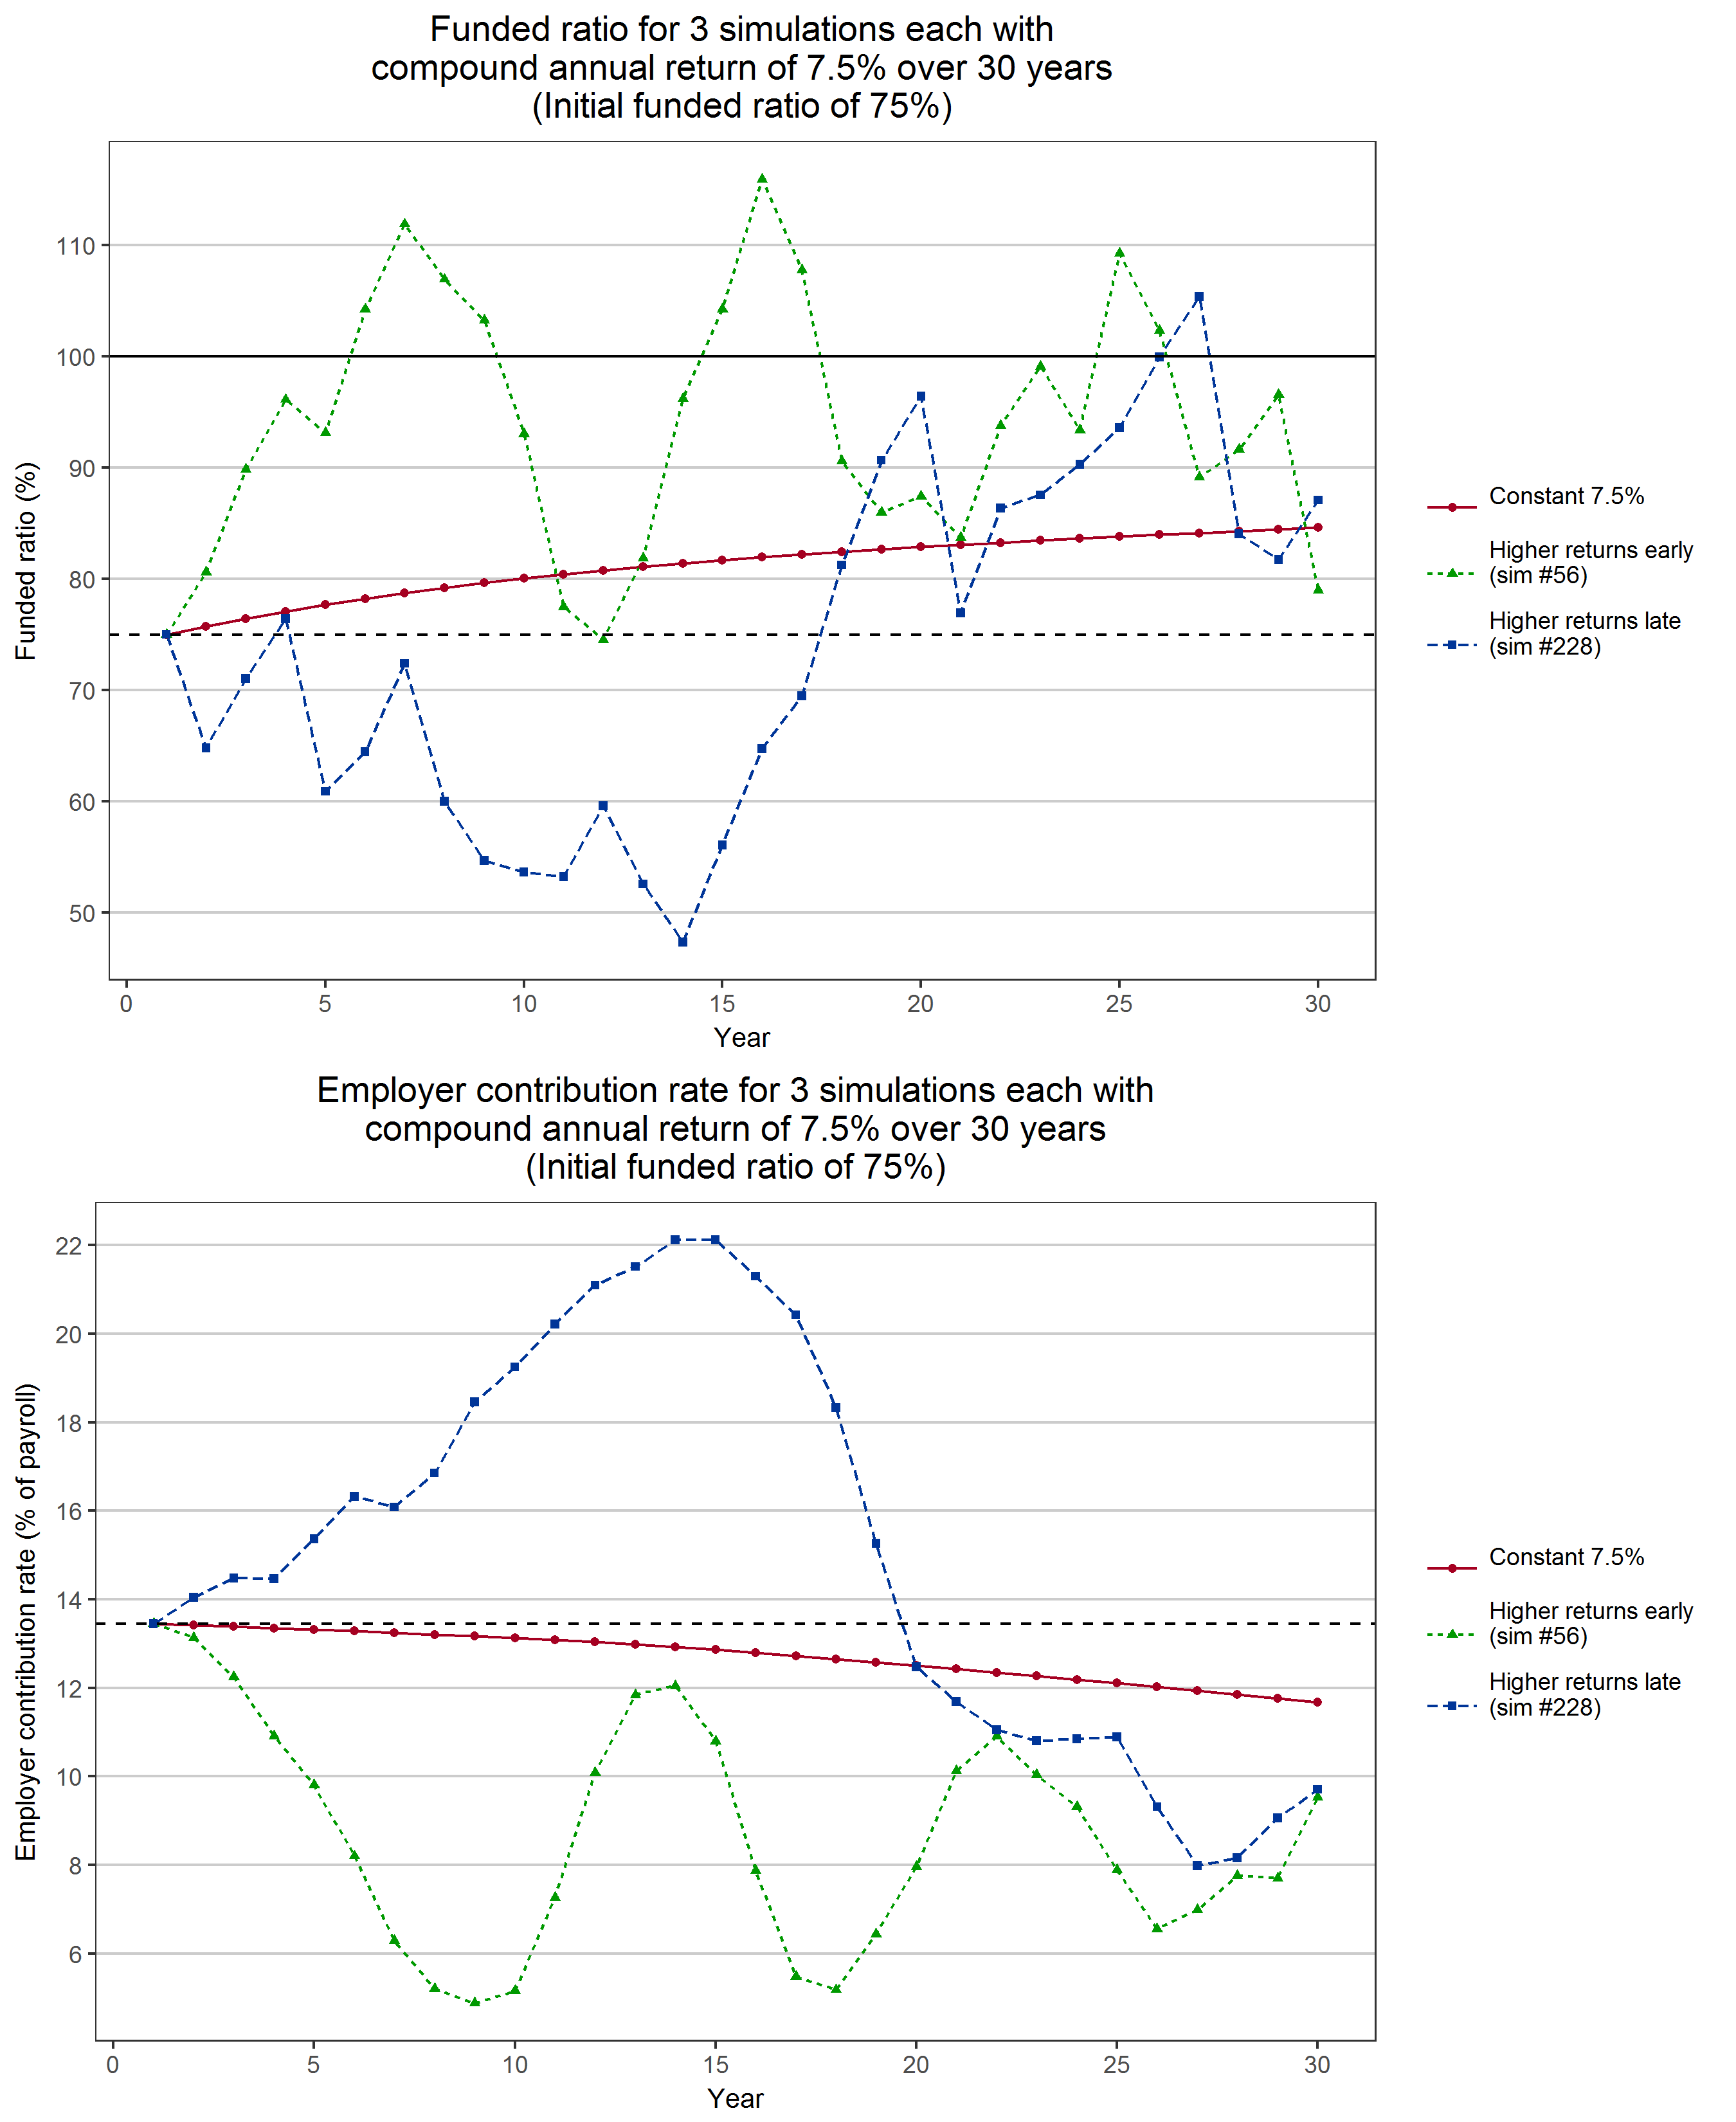 Funded ratio for 3 simulations each with
compound annual return of 7.5% over 30 years
(Initial funded ratio of 75%)
Funded ratio (%)
110
100
90
80
70
60
50
0 5 10 15 20 25 30
Year
Constant 7.5%
Higher returns early
(sim #56)
Higher returns late
(sim #228)
Employer contribution rate for 3 simulations each with
compound annual return of 7.5% over 30 years
(Initial funded ratio of 75%)
Employer contribution rate (% of payroll)
22
20
18
16
14
12
10
8
6
0 5 10 15 20 25 30
Year
Constant 7.5%
Higher returns early
(sim #56)
Higher returns late
(sim #228)